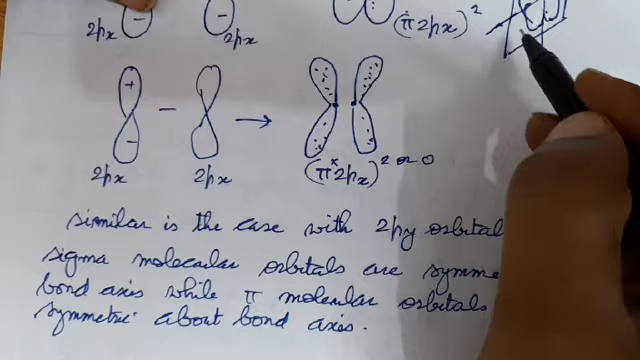 2px - 2px (π2px)²
+ - → 
-
2px 2px (π*2px)² or 0
similar is the case with 2py orbital
sigma molecular orbitals are symme
bond axis while π molecular orbitals
symmetric about bond axis.